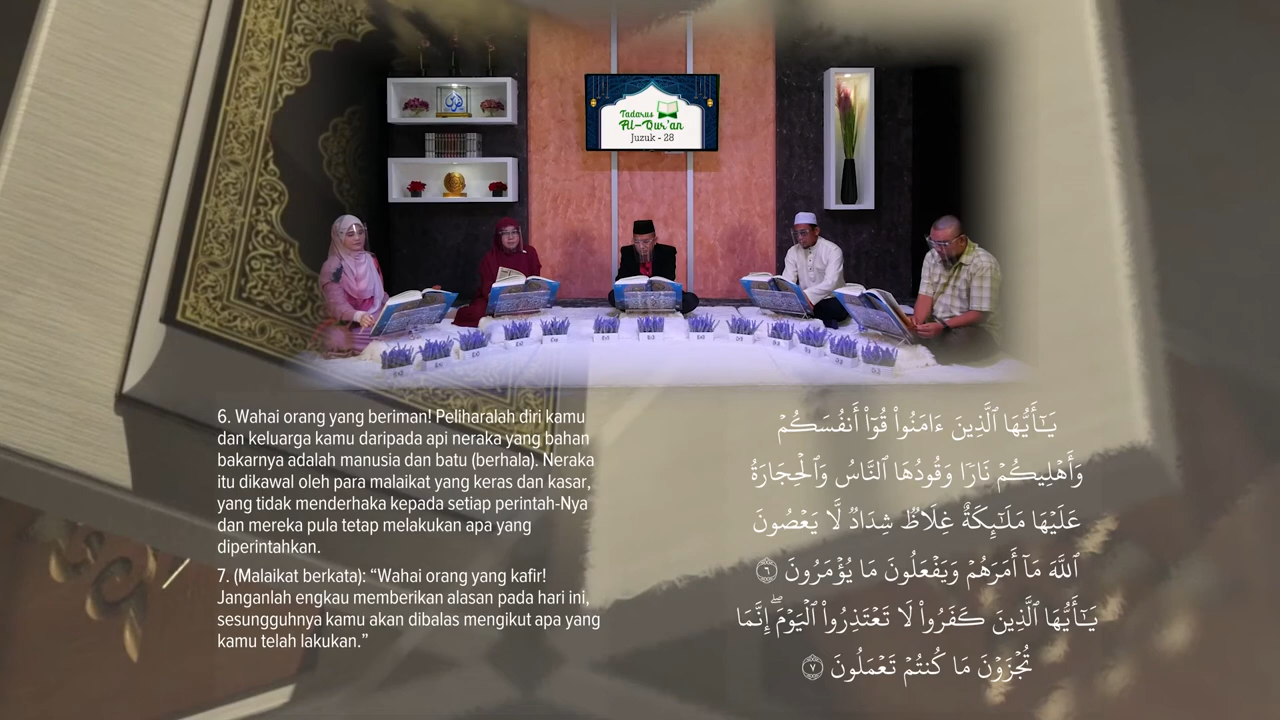 Tadarus
Al-Qur'an
Juzuk - 28
6. Wahai orang yang beriman! Peliharalah diri kamu
dan keluarga kamu daripada api neraka yang bahan
bakarnya adalah manusia dan batu (berhala). Neraka
itu dikawal oleh para malaikat yang keras dan kasar,
yang tidak menderhaka kepada setiap perintah-Nya
dan mereka pula tetap melakukan apa yang
diperintahkan.
7. (Malaikat berkata): “Wahai orang yang kafir!
Janganlah engkau memberikan alasan pada hari ini,
sesungguhnya kamu akan dibalas mengikut apa yang
kamu telah lakukan.”
يَـٰٓأَيُّهَا ٱلَّذِينَ ءَامَنُوا۟ قُوٓا۟ أَنفُسَكُمْ
وَأَهْلِيكُمْ نَارًا وَقُودُهَا ٱلنَّاسُ وَٱلْحِجَارَةُ
عَلَيْهَا مَلَـٰٓئِكَةٌ غِلَاظٌ شِدَادٌ لَّا يَعْصُونَ
ٱللَّهَ مَآ أَمَرَهُمْ وَيَفْعَلُونَ مَا يُؤْمَرُونَ ٦
يَـٰٓأَيُّهَا ٱلَّذِينَ كَفَرُوا۟ لَا تَعْتَذِرُوا۟ ٱلْيَوْمَ ۖ إِنَّمَا
تُجْزَوْنَ مَا كُنتُمْ تَعْمَلُونَ ٧